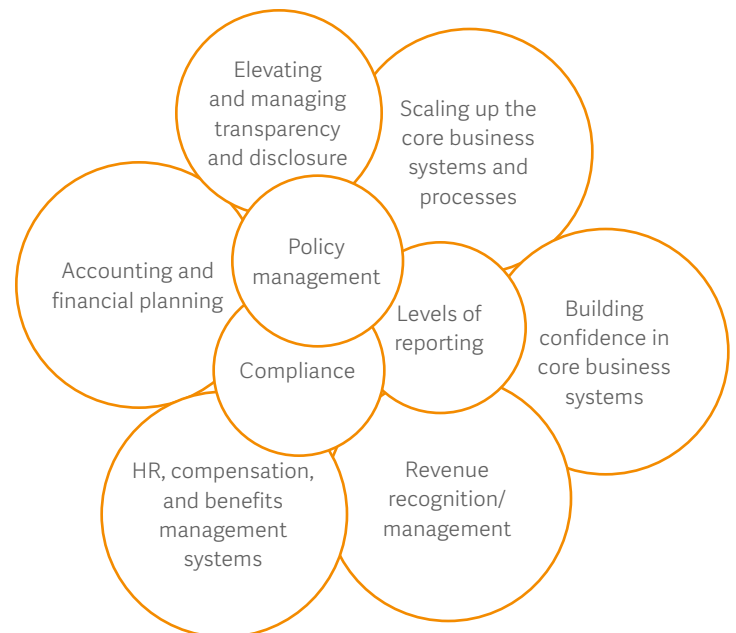 Elevating
and managing
transparency
and disclosure
Scaling up the
core business
systems and
processes
Policy
management
Accounting and
financial planning
Levels of
reporting
Building
confidence in
core business
systems
Compliance
HR, compensation,
and benefits
management
systems
Revenue
recognition/
management